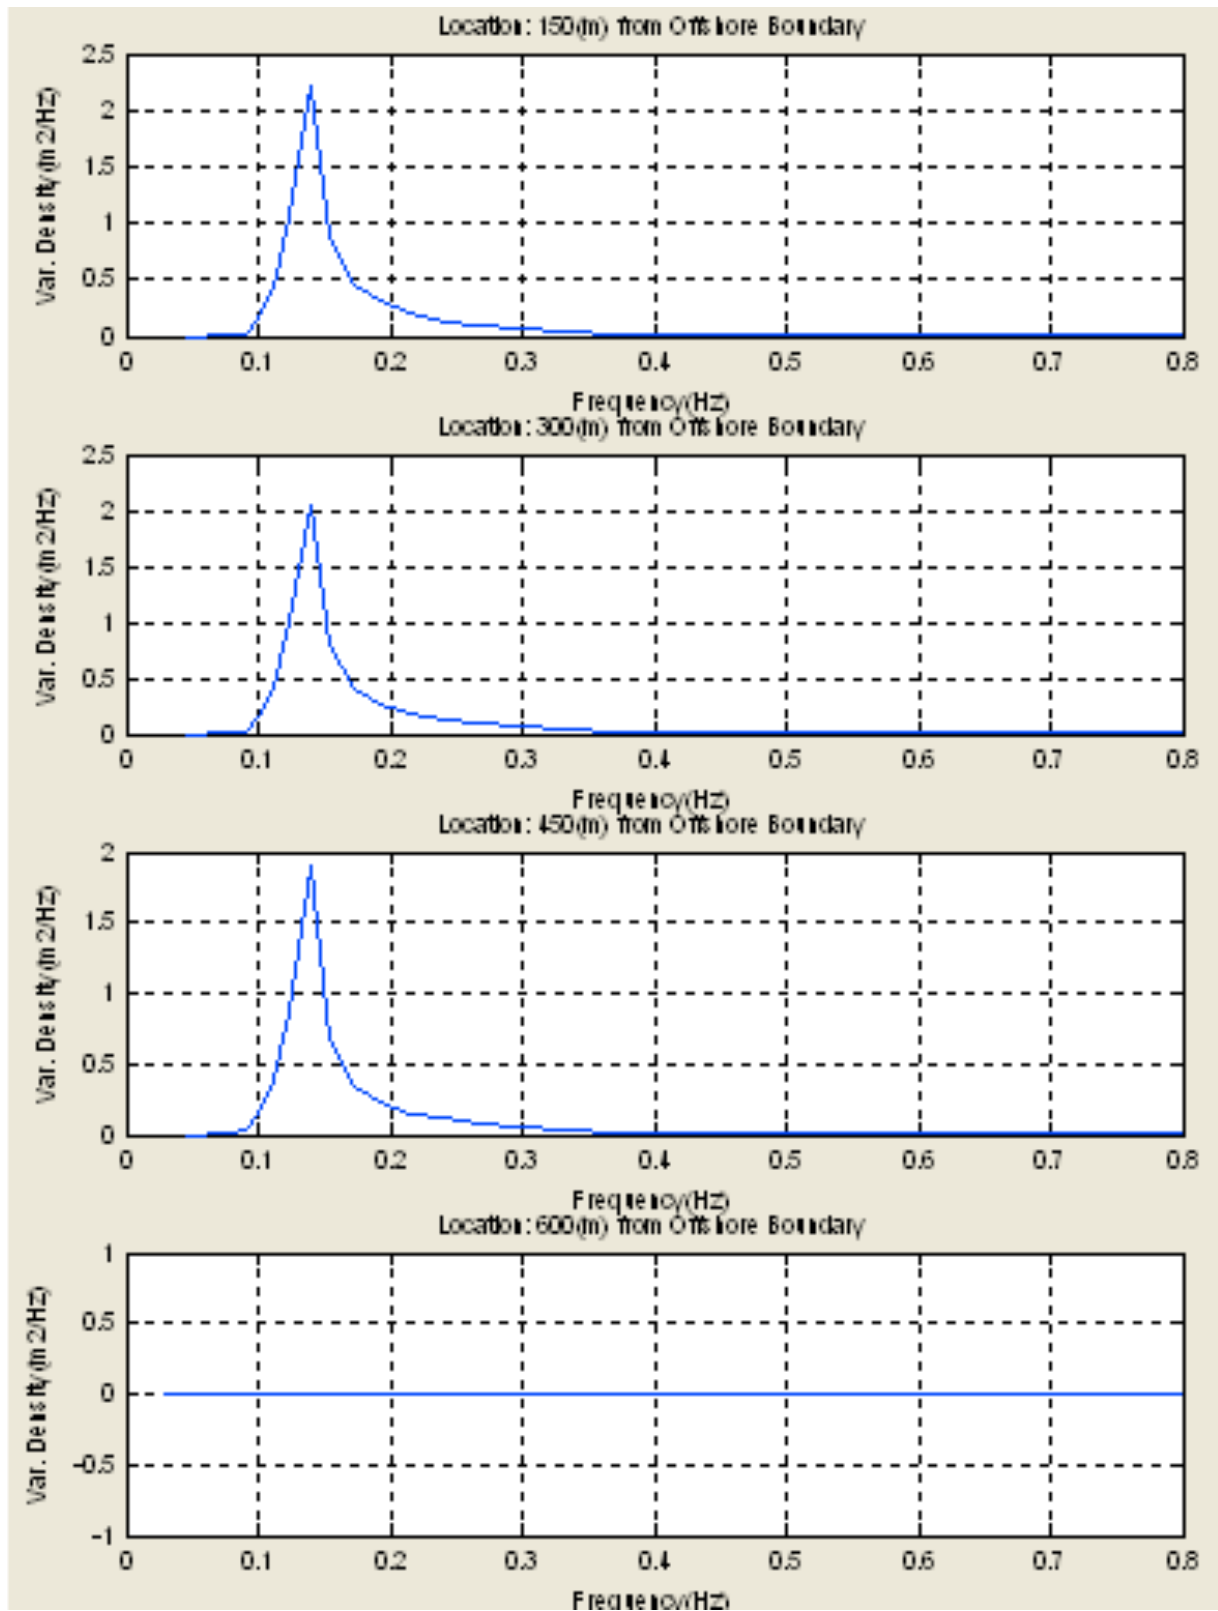 Location: 150(m) from Offshore Boundary
Var. Density(m2/Hz)
2.5
2
1.5
1
0.5
0
0 0.1 0.2 0.3 0.4 0.5 0.6 0.7 0.8
Frequency(Hz)
Location: 300(m) from Offshore Boundary
Var. Density(m2/Hz)
2.5
2
1.5
1
0.5
0
0 0.1 0.2 0.3 0.4 0.5 0.6 0.7 0.8
Frequency(Hz)
Location: 450(m) from Offshore Boundary
Var. Density(m2/Hz)
2
1.5
1
0.5
0
0 0.1 0.2 0.3 0.4 0.5 0.6 0.7 0.8
Frequency(Hz)
Location: 600(m) from Offshore Boundary
Var. Density(m2/Hz)
1
0.5
0
-0.5
-1
0 0.1 0.2 0.3 0.4 0.5 0.6 0.7 0.8
Frequency(Hz)